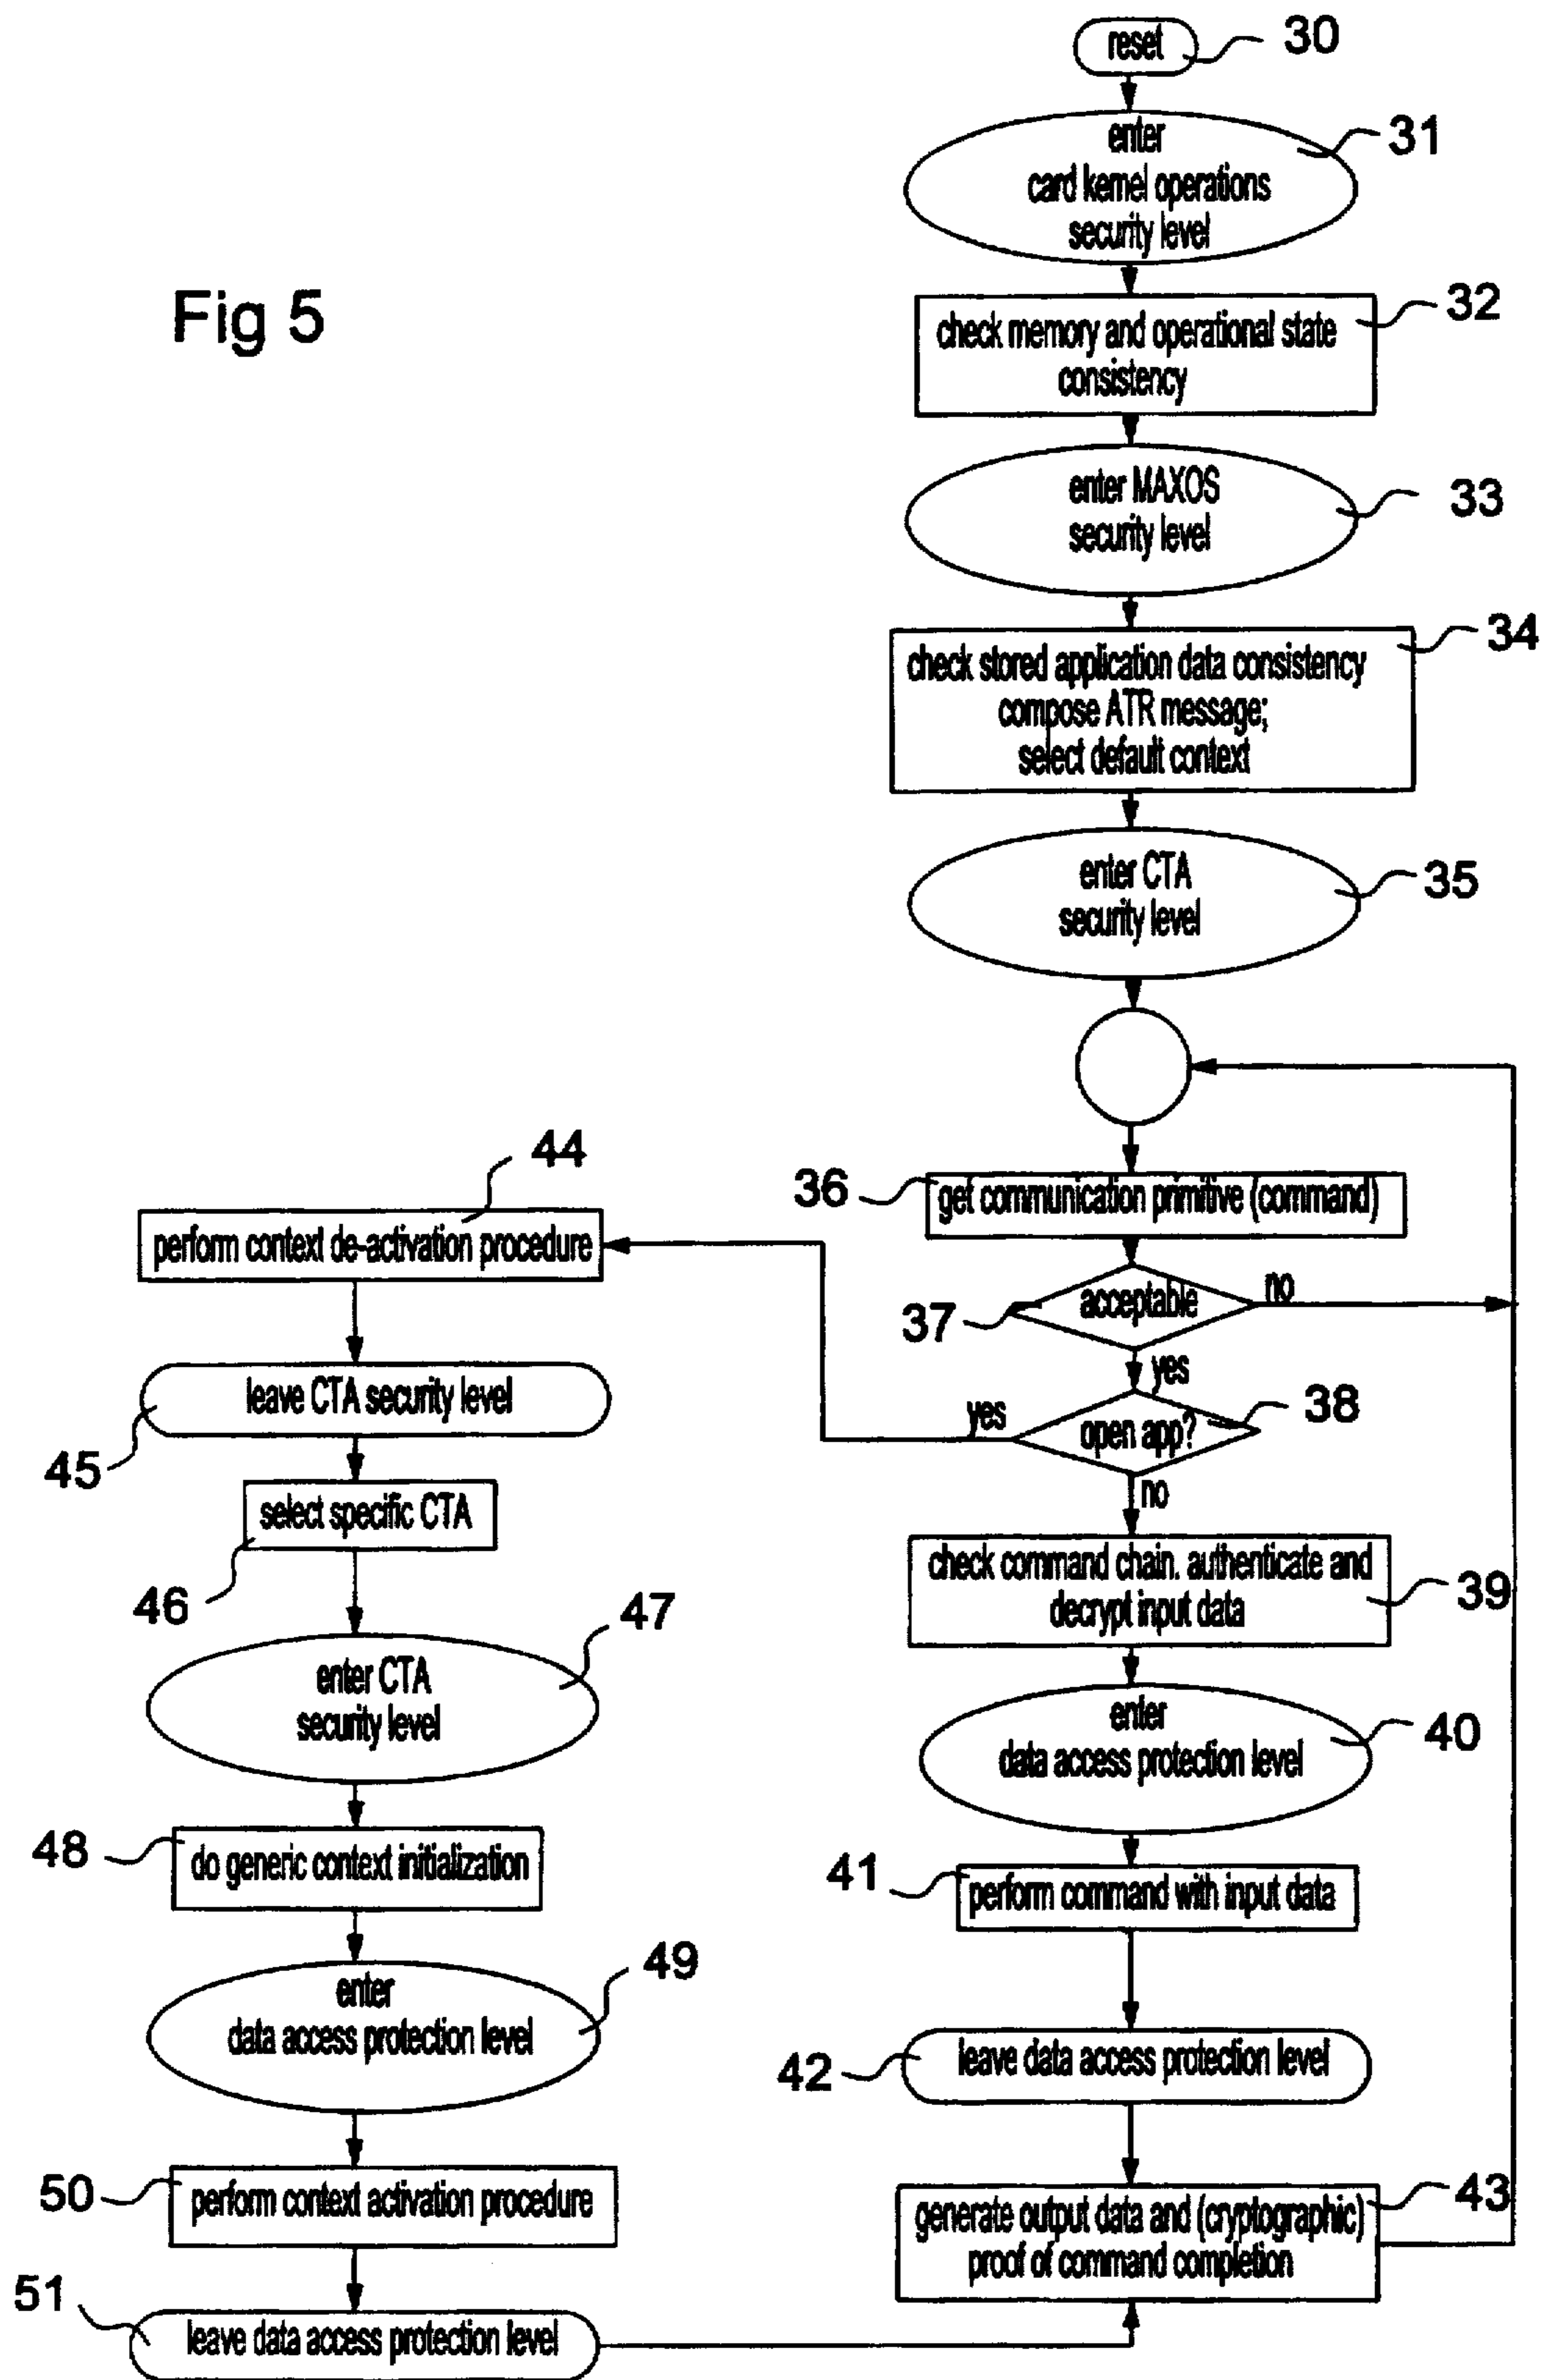 Fig 5
reset
30
enter
card kernel operations
security level
31
check memory and operational state
consistency
32
enter MAXOS
security level
33
check stored application data consistency
compose ATR message;
select default context
34
enter CTA
security level
35
36
get communication primitive (command)
37
acceptable
no
yes
38
open app?
yes
no
check command chain. authenticate and
decrypt input data
39
enter
data access protection level
40
41
perform command with input data
42
leave data access protection level
generate output data and (cryptographic)
proof of command completion
43
44
perform context de-activation procedure
leave CTA security level
45
select specific CTA
46
47
enter CTA
security level
48
do generic context initialization
49
enter
data access protection level
50
perform context activation procedure
51
leave data access protection level